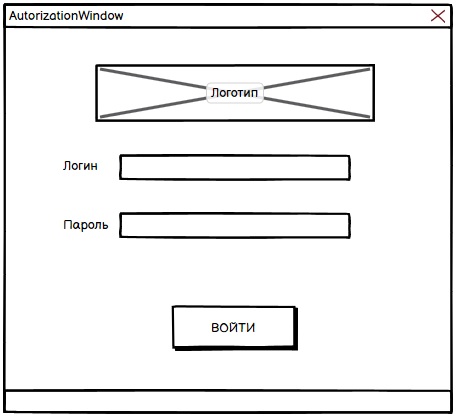 AutorizationWindow
Логотип
Логин
Пароль
ВОЙТИ